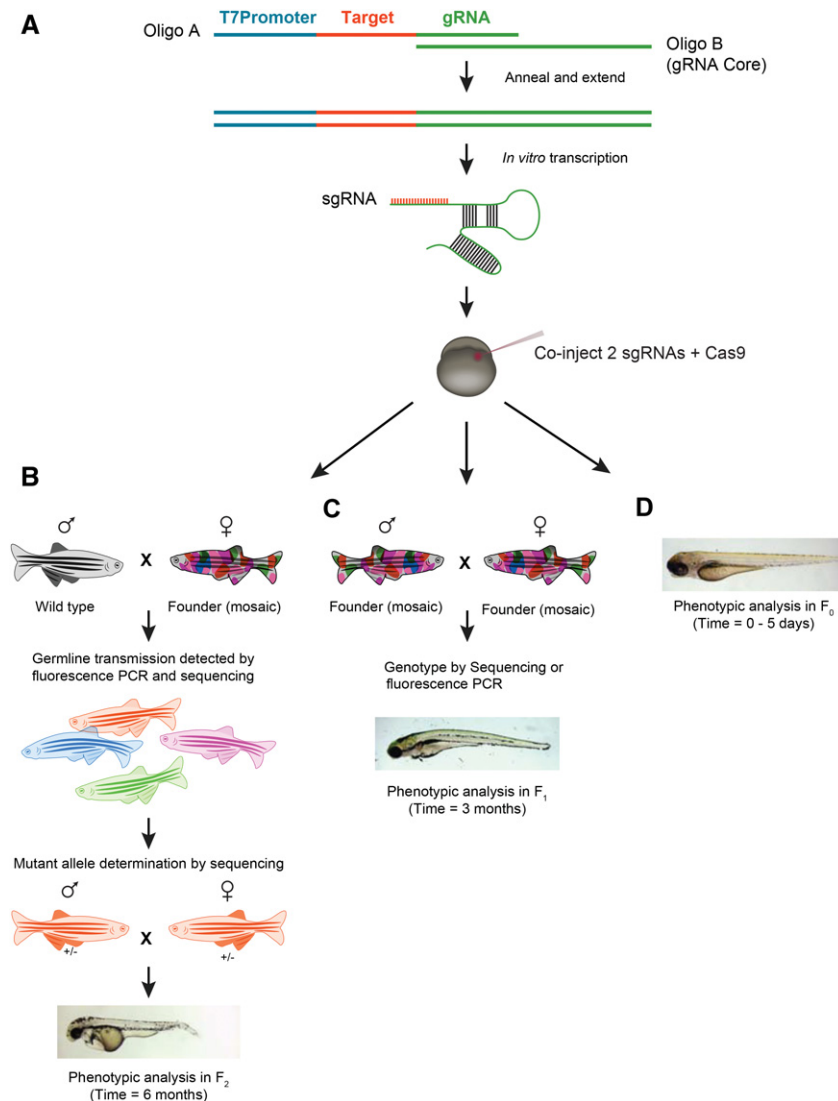 A
T7Promoter Target gRNA
Oligo A
Oligo B
(gRNA Core)
Anneal and extend
In vitro transcription
sgRNA
Co-inject 2 sgRNAs + Cas9
B
♂ ♀
X
Wild type Founder (mosaic)
Germline transmission detected by
fluorescence PCR and sequencing
Mutant allele determination by sequencing
♂ ♀
X
+/- +/-
Phenotypic analysis in F2
(Time = 6 months)
C
♂ ♀
X
Founder (mosaic) Founder (mosaic)
Genotype by Sequencing or
fluorescence PCR
Phenotypic analysis in F1
(Time = 3 months)
D
Phenotypic analysis in F0
(Time = 0 - 5 days)